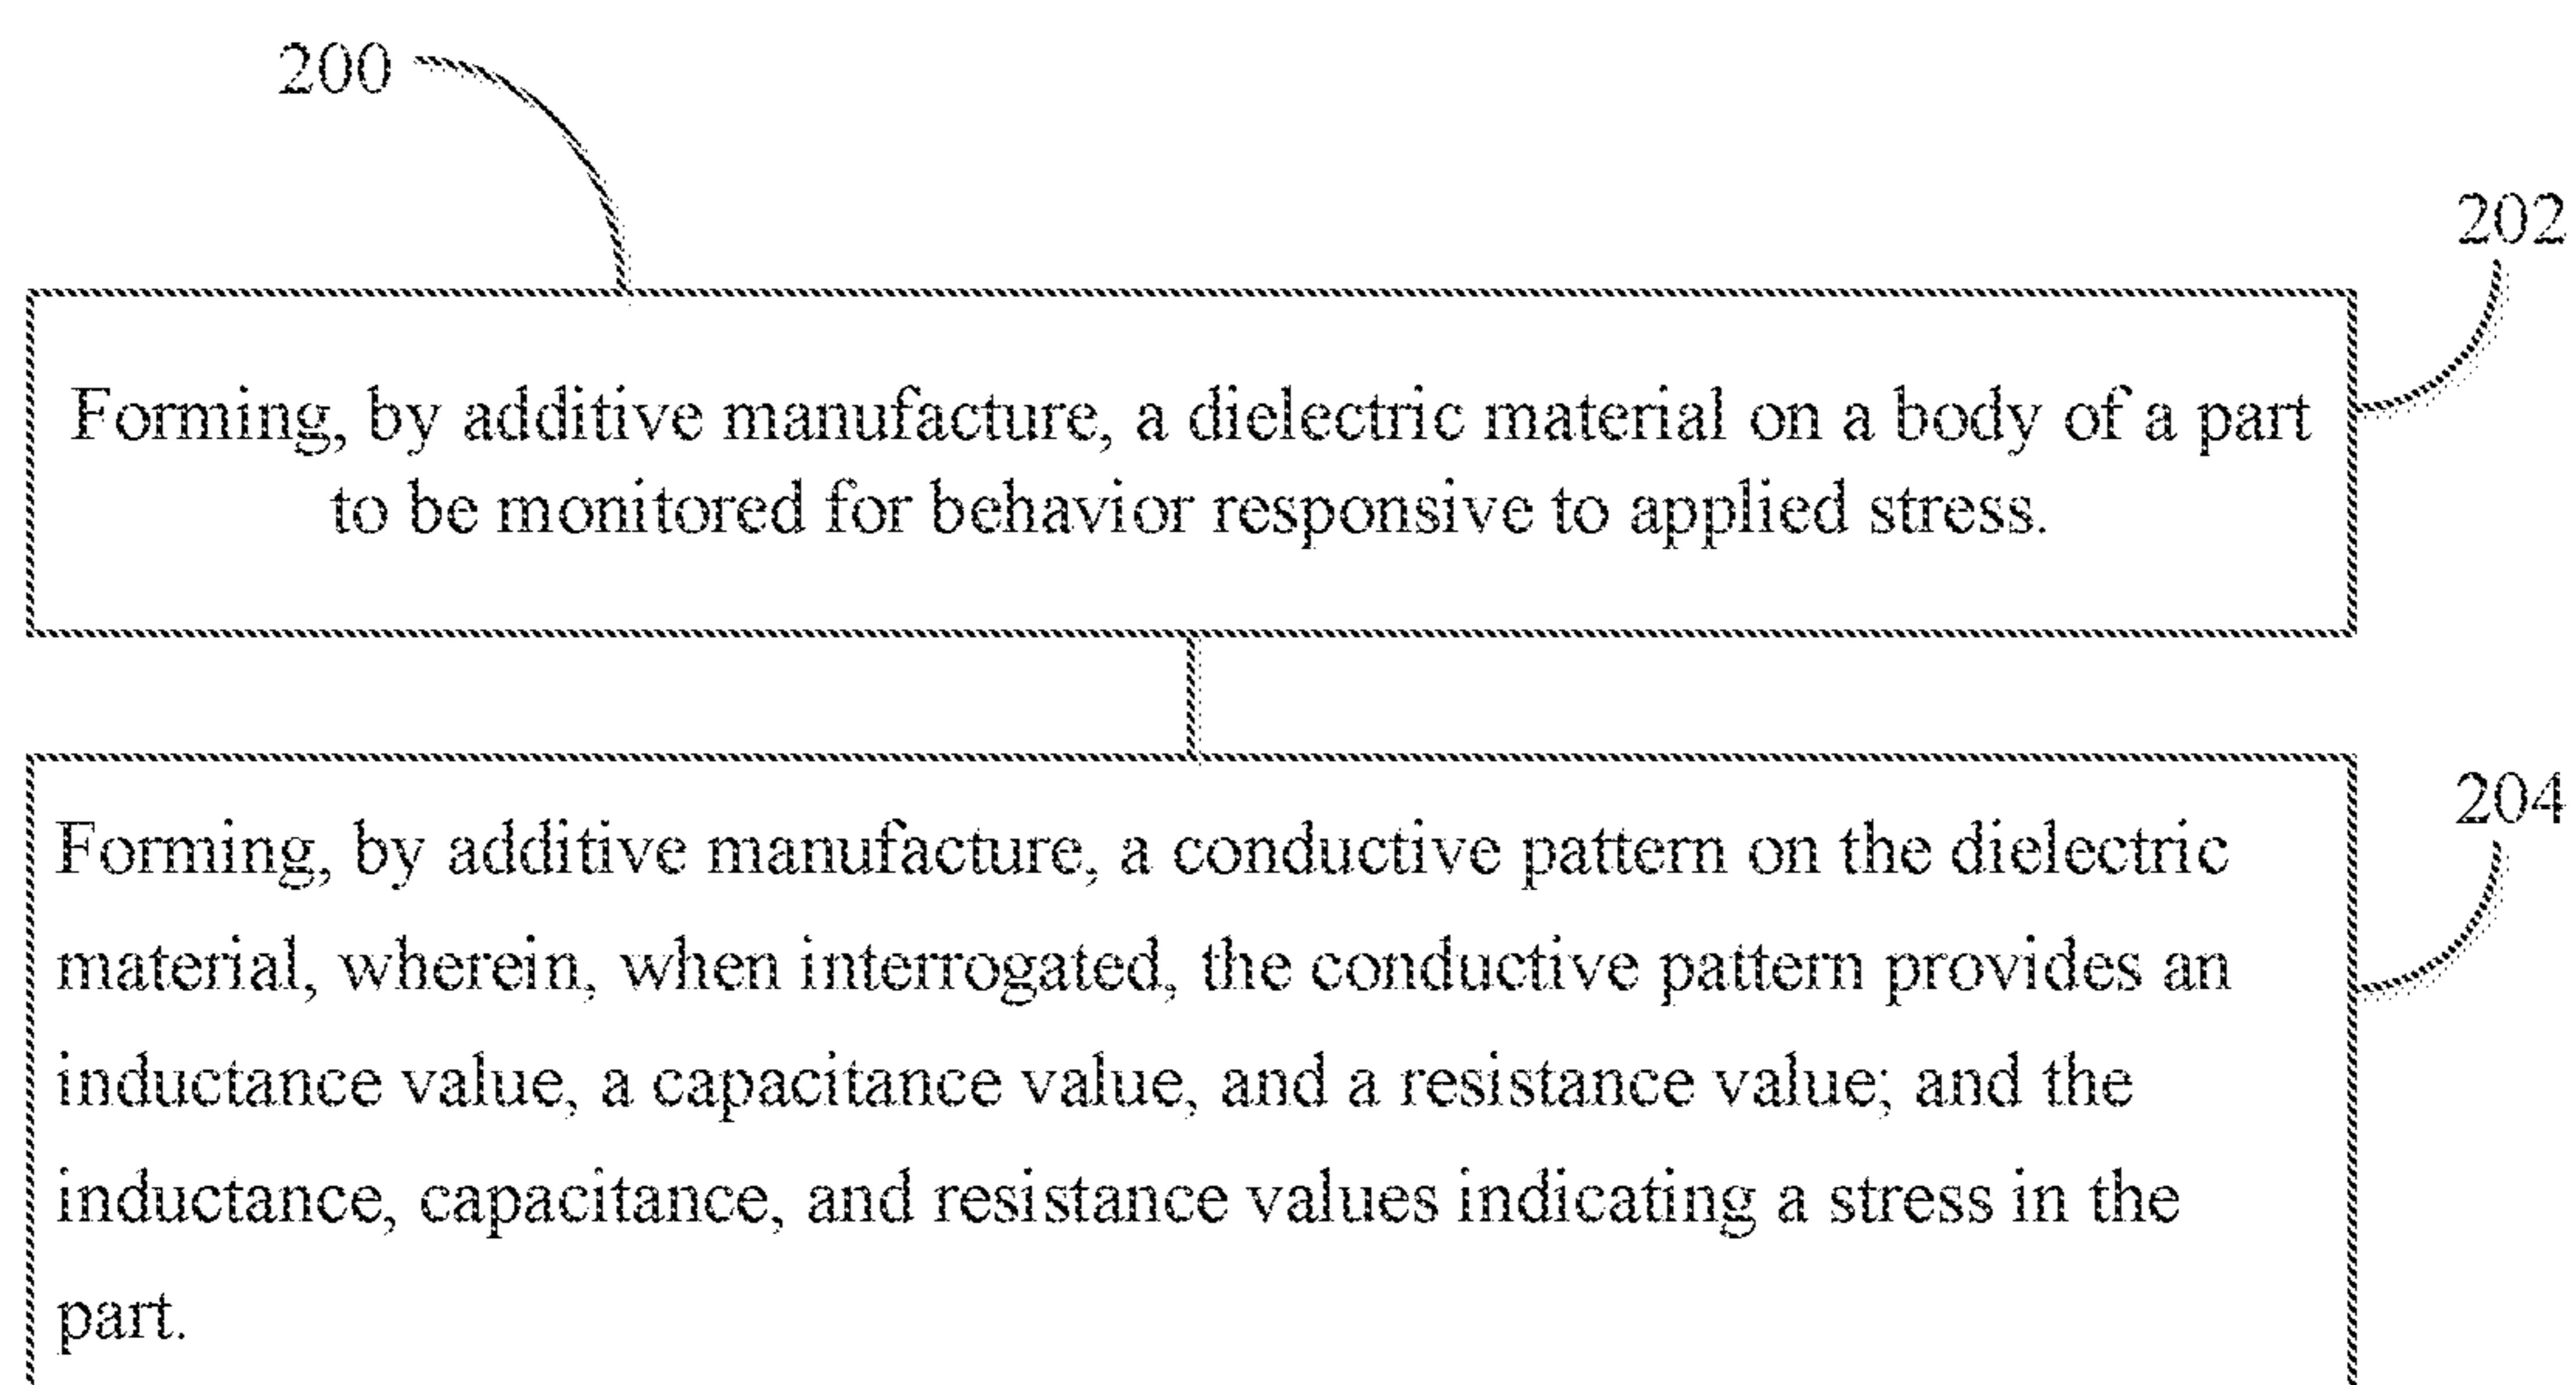 200
202
Forming, by additive manufacture, a dielectric material on a body of a part
to be monitored for behavior responsive to applied stress.
204
Forming, by additive manufacture, a conductive pattern on the dielectric
material, wherein, when interrogated, the conductive pattern provides an
inductance value, a capacitance value, and a resistance value; and the
inductance, capacitance, and resistance values indicating a stress in the
part.